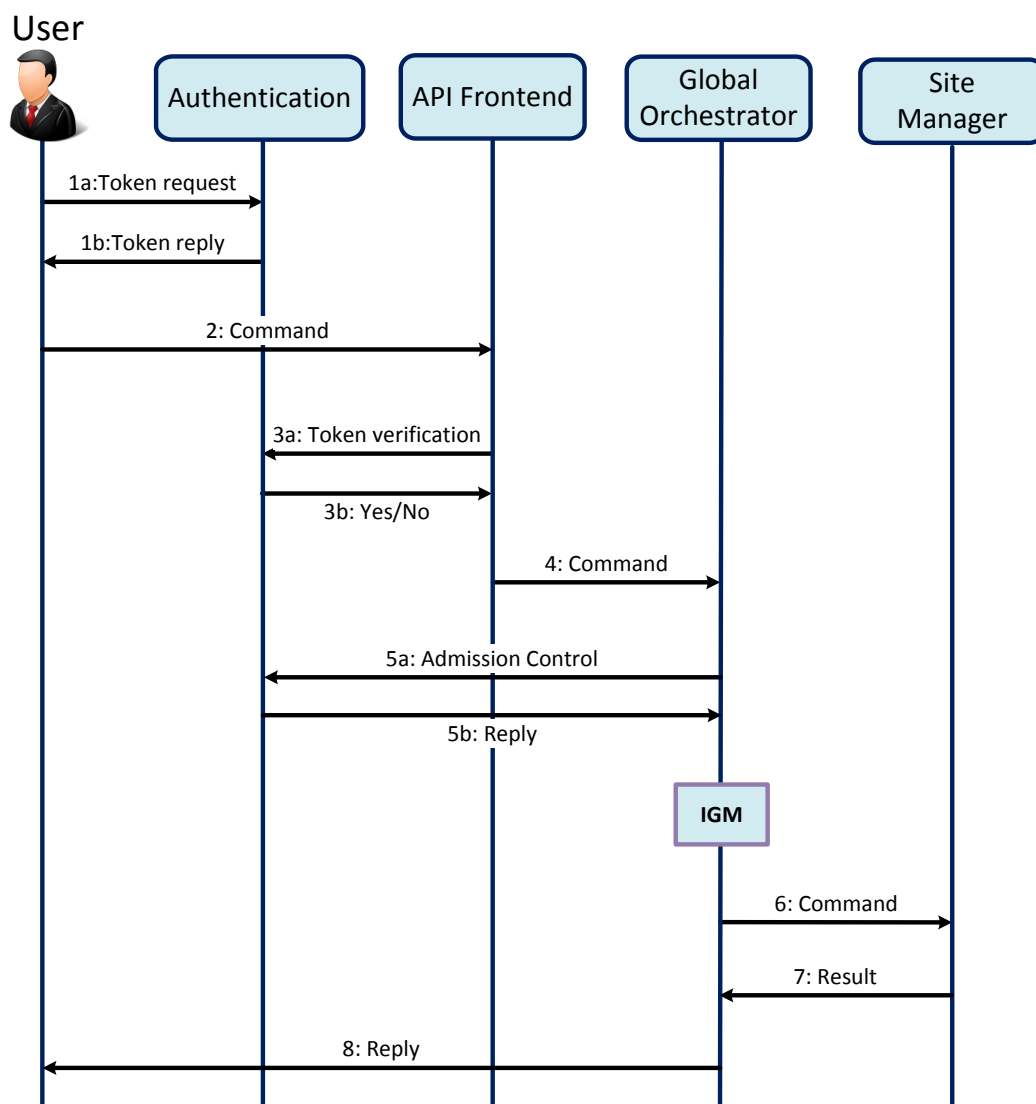 User
Authentication
API Frontend
Global
Orchestrator
Site
Manager
1a:Token request
1b:Token reply
2: Command
3a: Token verification
3b: Yes/No
4: Command
5a: Admission Control
5b: Reply
IGM
6: Command
7: Result
8: Reply